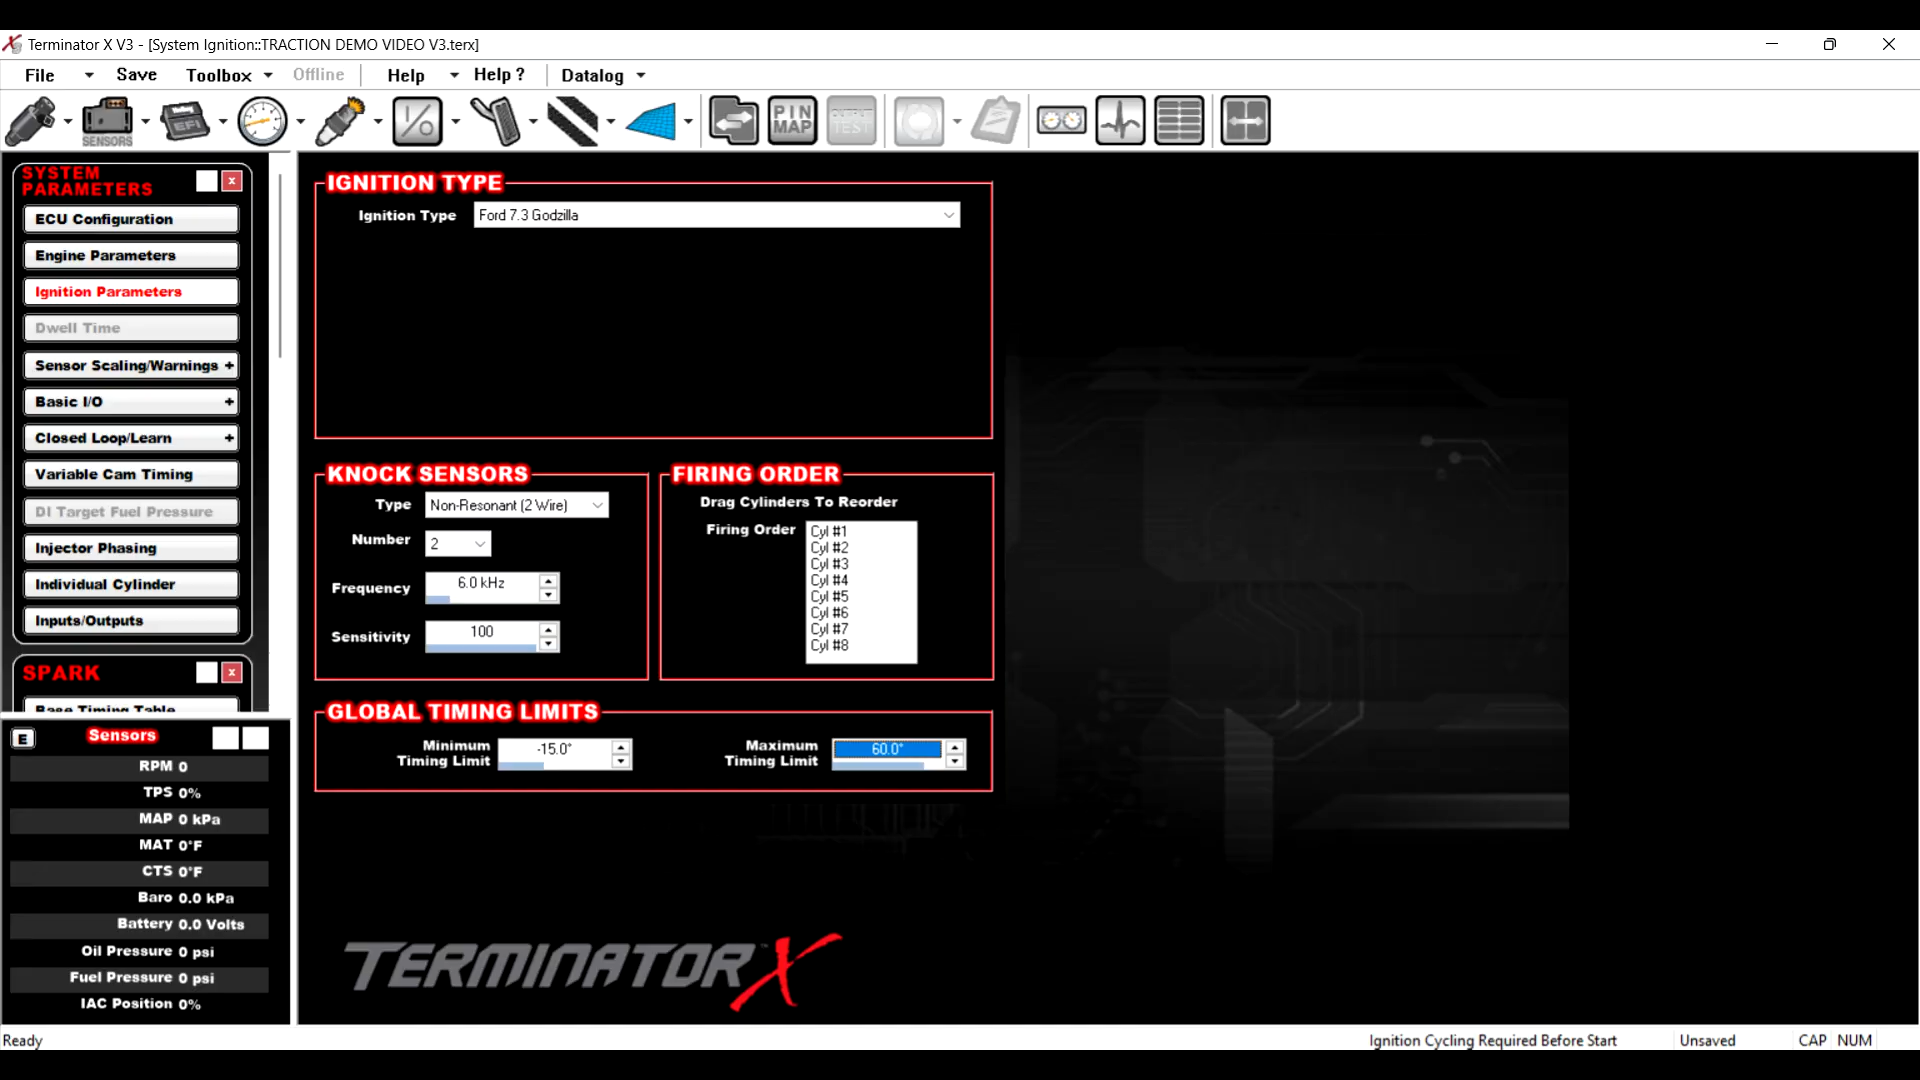 Terminator X V3 - [System Ignition::TRACTION DEMO VIDEO V3.terx]
File Save Toolbox Offline Help Help ? Datalog
SENSORS EFI I/O PIN MAP OUTPUT TEST
SYSTEM
PARAMETERS
x
ECU Configuration
Engine Parameters
Ignition Parameters
Dwell Time
Sensor Scaling/Warnings +
Basic I/O +
Closed Loop/Learn +
Variable Cam Timing
DI Target Fuel Pressure
Injector Phasing
Individual Cylinder
Inputs/Outputs
SPARK
x
Base Timing Table
E Sensors
RPM 0
TPS 0%
MAP 0 kPa
MAT 0°F
CTS 0°F
Baro 0.0 kPa
Battery 0.0 Volts
Oil Pressure 0 psi
Fuel Pressure 0 psi
IAC Position 0%
IGNITION TYPE
Ignition Type Ford 7.3 Godzilla
KNOCK SENSORS
Type Non-Resonant (2 Wire)
Number 2
Frequency 6.0 kHz
Sensitivity 100
FIRING ORDER
Drag Cylinders To Reorder
Firing Order Cyl #1
Cyl #2
Cyl #3
Cyl #4
Cyl #5
Cyl #6
Cyl #7
Cyl #8
GLOBAL TIMING LIMITS
Minimum
Timing Limit -15.0°
Maximum
Timing Limit 60.0°
TERMINATOR X ™
Ready Ignition Cycling Required Before Start Unsaved CAP NUM